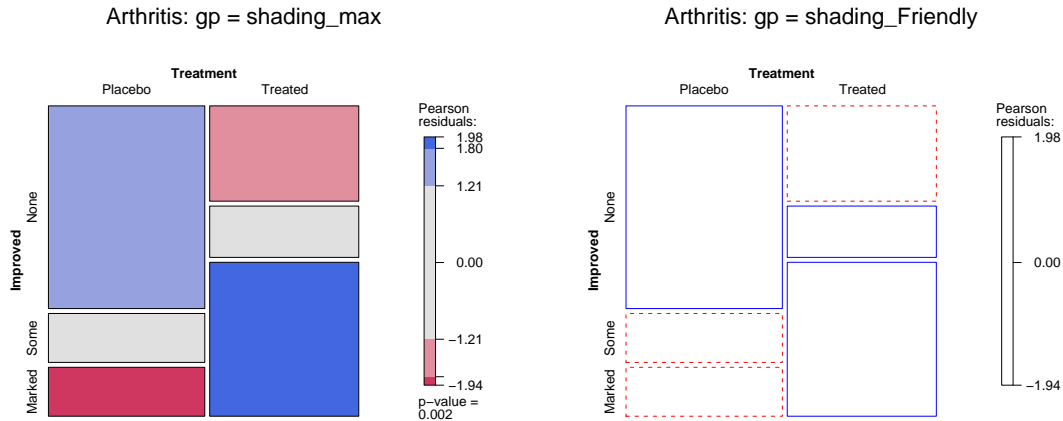 Arthritis: gp = shading_max
Treatment
Placebo Treated
Improved
None
Some
Marked
Pearson
residuals:
1.98
1.80
1.21
0.00
−1.21
−1.94
p−value =
0.002
Arthritis: gp = shading_Friendly
Treatment
Placebo Treated
Improved
None
Some
Marked
Pearson
residuals:
1.98
0.00
−1.94